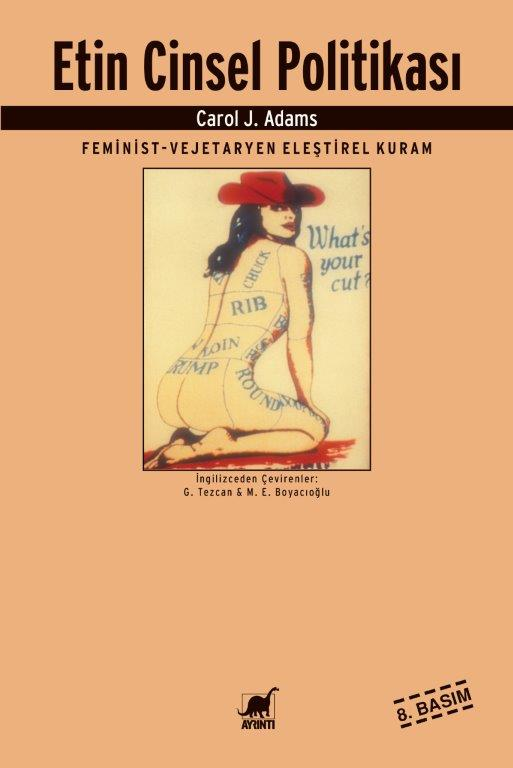 Etin Cinsel Politikası
Carol J. Adams
FEMİNİST-VEJETARYEN ELEŞTİREL KURAM
What's
your
cut?
CHUCK
RIB
LOIN
RUMP
ROUND
İngilizceden Çevirenler:
G. Tezcan & M. E. Boyacıoğlu
AYRINTI
8. BASIM